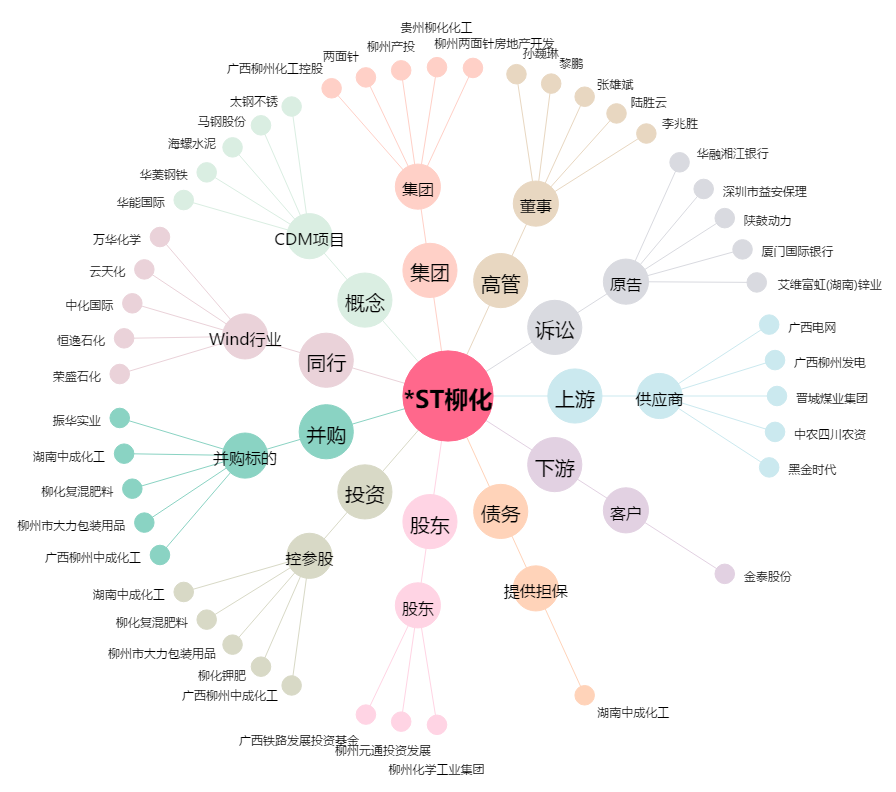 贵州柳化化工
柳州产投
柳州两面针房地产开发
两面针
孙巍琳
广西柳州化工控股
黎鹏
太钢不锈
张雄斌
马钢股份
陆胜云
海螺水泥
李兆胜
华菱钢铁
华融湘江银行
华能国际
集团
深圳市益安保理
董事
陕鼓动力
万华化学
CDM项目
厦门国际银行
云天化
集团
高管
原告
艾维富虹(湖南)锌业
中化国际
概念
诉讼
广西电网
恒逸石化
Wind行业
同行
广西柳州发电
荣盛石化
*ST柳化
上游
供应商
晋城煤业集团
振华实业
并购
中农四川农资
湖南中成化工
并购标的
下游
黑金时代
柳化复混肥料
投资
柳州市大力包装用品
股东
债务
客户
广西柳州中成化工
控参股
金泰股份
湖南中成化工
提供担保
柳化复混肥料
股东
柳州市大力包装用品
柳化钾肥
广西柳州中成化工
湖南中成化工
广西铁路发展投资基金
柳州元通投资发展
柳州化学工业集团